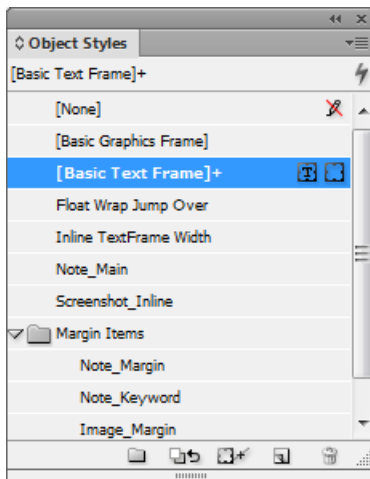 Object Styles
[Basic Text Frame]+
[None]
[Basic Graphics Frame]
[Basic Text Frame]+
Float Wrap Jump Over
Inline TextFrame Width
Note_Main
Screenshot_Inline
Margin Items
Note_Margin
Note_Keyword
Image_Margin